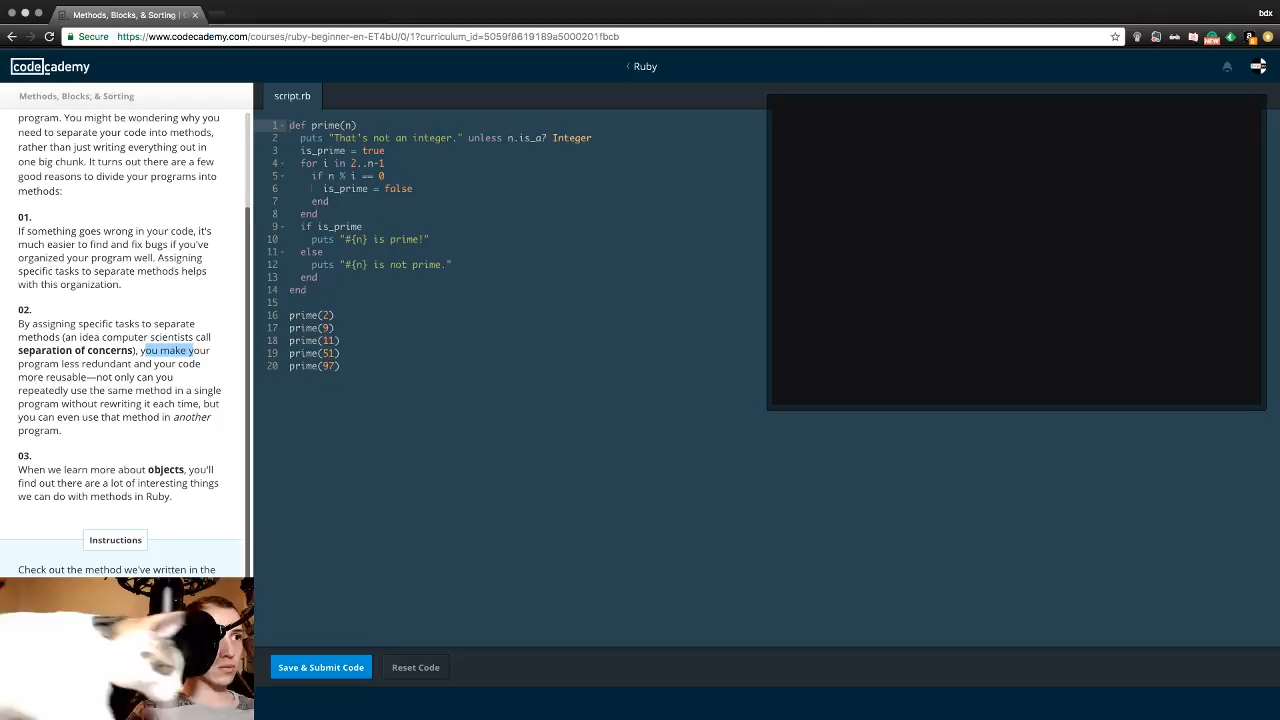 Methods, Blocks, & Sorting |
bdx
Secure https://www.codecademy.com/courses/ruby-beginner-en-ET4bU/0/1?curriculum_id=5059f8619189a5000201fbcb
codecademy
Ruby
Methods, Blocks, & Sorting
program. You might be wondering why you
need to separate your code into methods,
rather than just writing everything out in
one big chunk. It turns out there are a few
good reasons to divide your programs into
methods:
01.
If something goes wrong in your code, it's
much easier to find and fix bugs if you've
organized your program well. Assigning
specific tasks to separate methods helps
with this organization.
02.
By assigning specific tasks to separate
methods (an idea computer scientists call
separation of concerns), you make your
program less redundant and your code
more reusable—not only can you
repeatedly use the same method in a single
program without rewriting it each time, but
you can even use that method in another
program.
03.
When we learn more about objects, you'll
find out there are a lot of interesting things
we can do with methods in Ruby.
Instructions
Check out the method we've written in the
script.rb
1 def prime(n)
2 puts "That's not an integer." unless n.is_a? Integer
3 is_prime = true
4 for i in 2..n-1
5 if n % i == 0
6 is_prime = false
7 end
8 end
9 if is_prime
10 puts "#{n} is prime!"
11 else
12 puts "#{n} is not prime."
13 end
14 end
15
16 prime(2)
17 prime(9)
18 prime(11)
19 prime(51)
20 prime(97)
Save & Submit Code
Reset Code